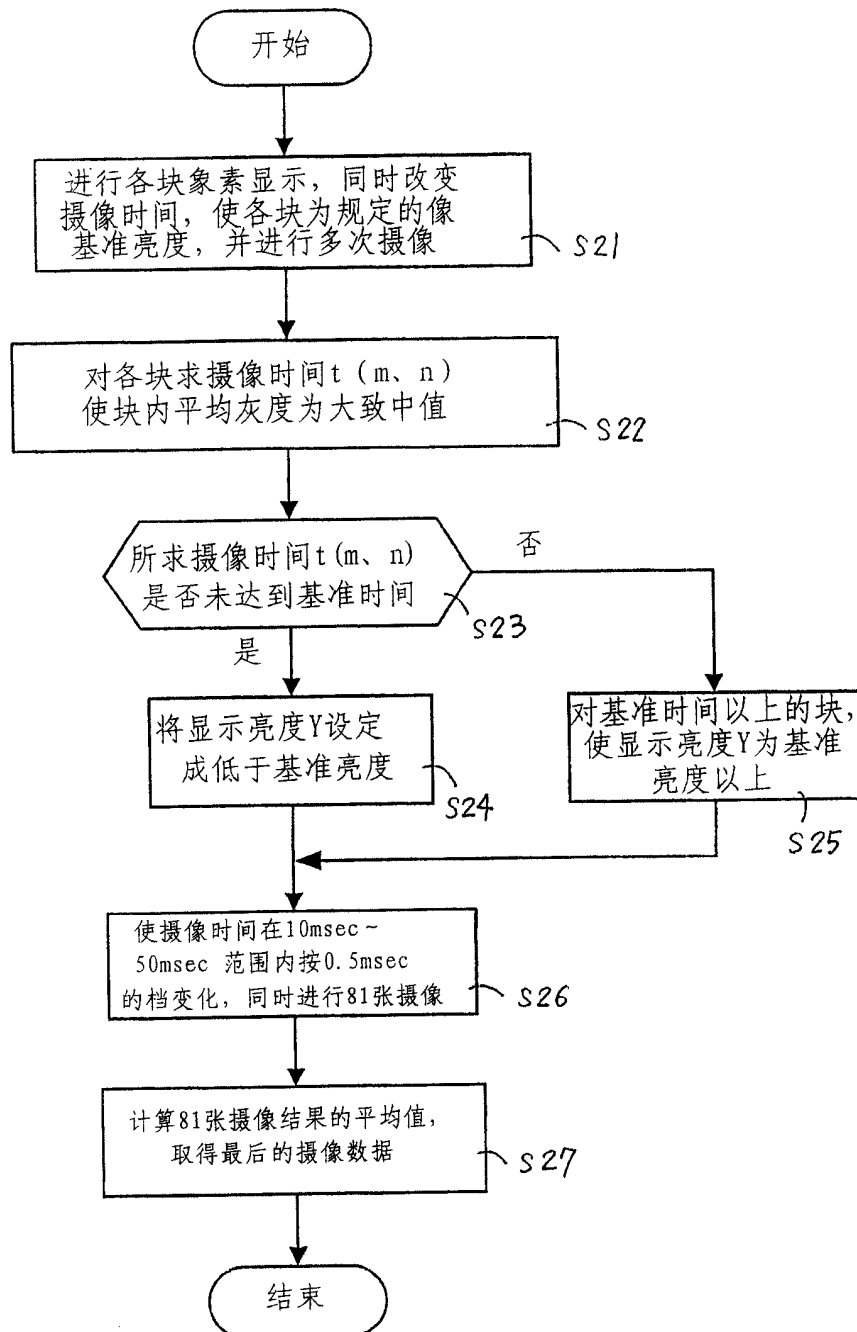 开始
进行各块象素显示，同时改变
摄像时间，使各块为规定的像
基准亮度，并进行多次摄像
S21
对各块求摄像时间t（m、n）
使块内平均灰度为大致中值
S22
所求摄像时间t(m、n)
是否未达到基准时间
S23
否
是
将显示亮度Y设定
成低于基准亮度
S24
对基准时间以上的块，
使显示亮度Y为基准
亮度以上
S25
使摄像时间在10msec～
50msec 范围内按0.5msec
的档变化，同时进行81张摄像
S26
计算81张摄像结果的平均值，
取得最后的摄像数据
S27
结束